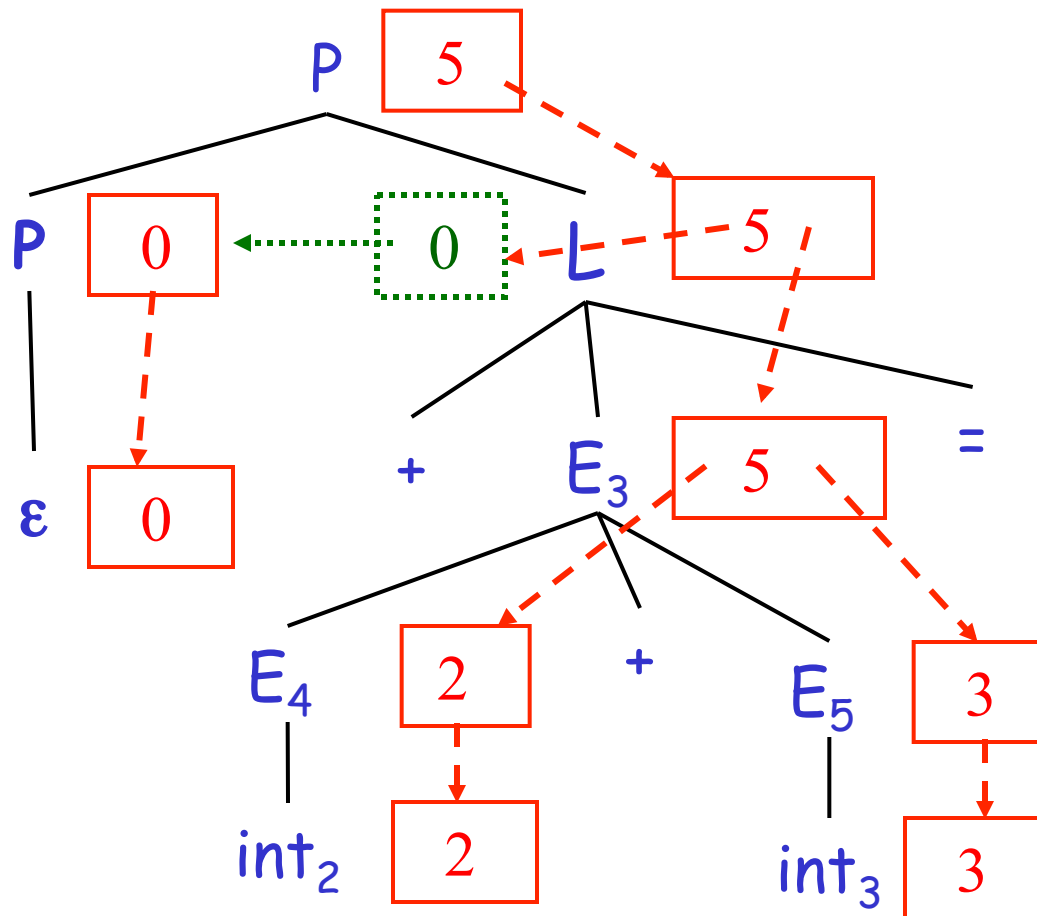 P 5
P 0 0 L 5
+ E₃ 5 =
ε 0
E₄ 2 + E₅ 3
int₂ 2 int₃ 3